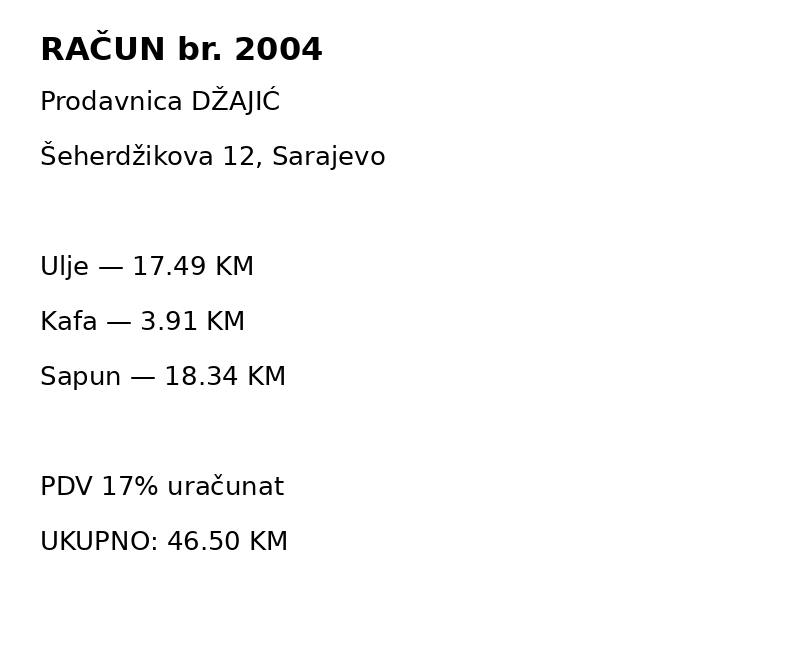 RAČUN br. 2004
Prodavnica DŽAJIĆ
Šeherdžikova 12, Sarajevo
Ulje — 17.49 KM
Kafa — 3.91 KM
Sapun — 18.34 KM
PDV 17% uračunat
UKUPNO: 46.50 KM